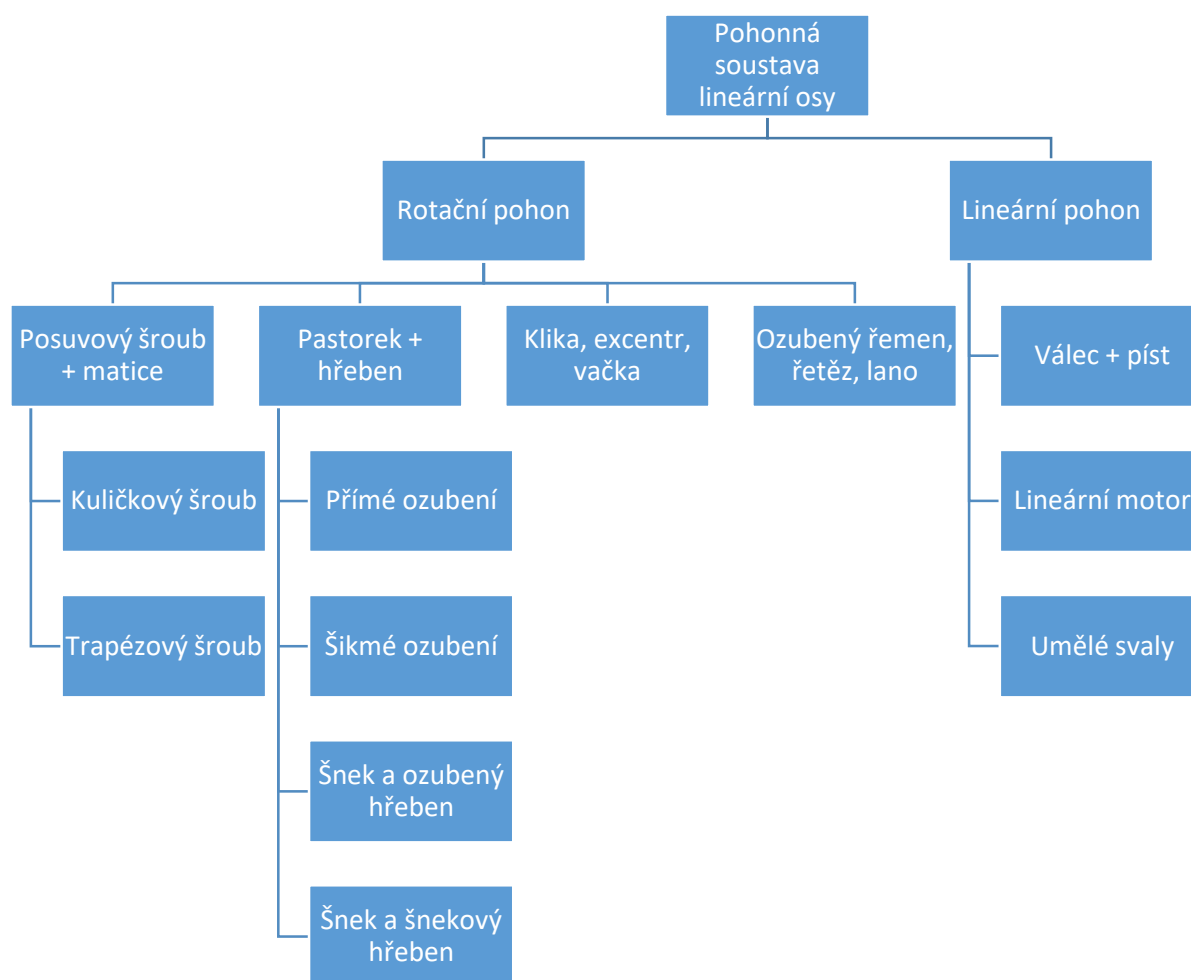 Pohonná
soustava
lineární osy
Rotační pohon
Lineární pohon
Posuvový šroub
+ matice
Pastorek +
hřeben
Klika, excentr,
vačka
Ozubený řemen,
řetěz, lano
Válec + píst
Kuličkový šroub
Přímé ozubení
Lineární motor
Trapézový šroub
Šikmé ozubení
Umělé svaly
Šnek a ozubený
hřeben
Šnek a šnekový
hřeben